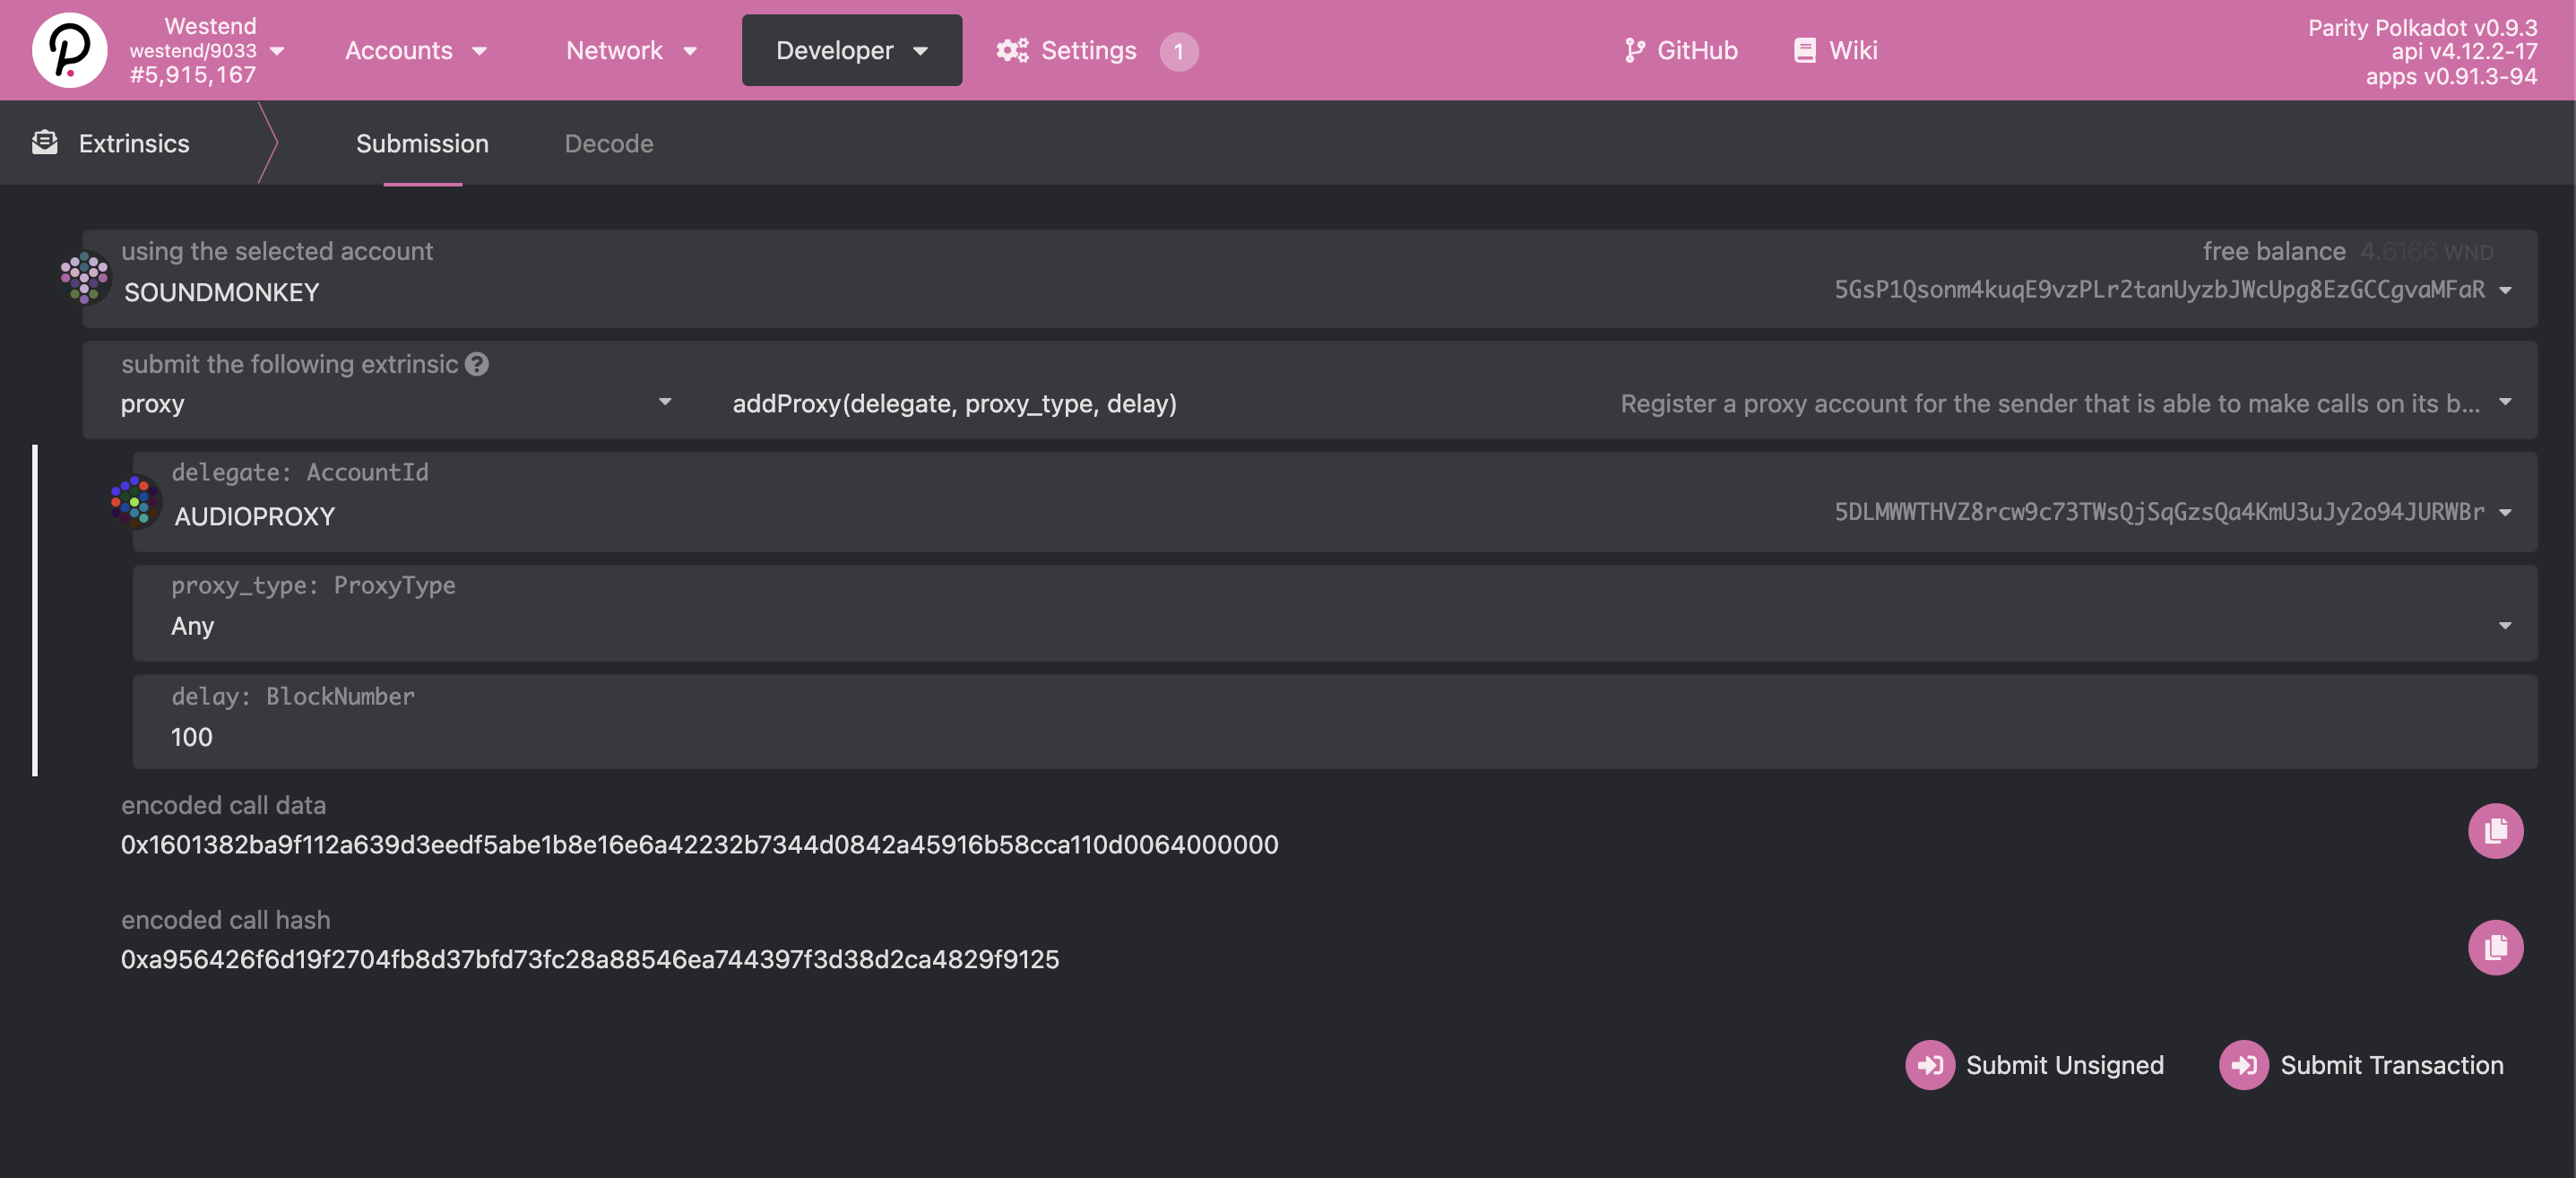 Westend
westend/9033
#5,915,167
Accounts
Network
Developer
Settings
1
GitHub
Wiki
Parity Polkadot v0.9.3
api v4.12.2-17
apps v0.91.3-94
Extrinsics
Submission
Decode
using the selected account
SOUNDMONKEY
free balance 4.6166 WND
5GsP1Qsonm4kuqE9vzPLr2tanUyzbJWcUpg8EzGCCgvaMFaR
submit the following extrinsic ?
proxy
addProxy(delegate, proxy_type, delay)
Register a proxy account for the sender that is able to make calls on its b...
delegate: AccountId
AUDIOPROXY
5DLMWWTHVZ8rcw9c73TWsQjSqGzsQa4KmU3uJy2o94JURWBr
proxy_type: ProxyType
Any
delay: BlockNumber
100
encoded call data
0x1601382ba9f112a639d3eedf5abe1b8e16e6a42232b7344d0842a45916b58cca110d0064000000
encoded call hash
0xa956426f6d19f2704fb8d37bfd73fc28a88546ea744397f3d38d2ca4829f9125
Submit Unsigned
Submit Transaction